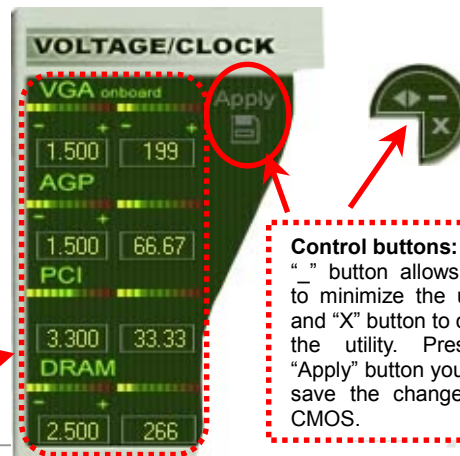 VOLTAGE/CLOCK
VGA onboard
- + - +
1.500 199
Apply
AGP
- +
1.500 66.67
PCI
3.300 33.33
DRAM
- +
2.500 266
- X
Control buttons:
"_" button allows
to minimize the
and "X" button to
the utility.
"Apply" button you
save the change
CMOS.